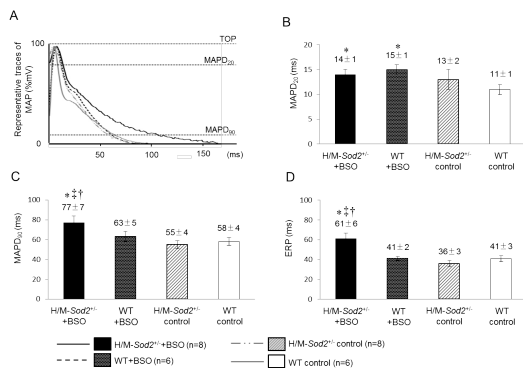 A
Representative traces of MAP (%mV)
100
0
TOP
MAPD20
MAPD90
50
100
150
(ms)
B
MAPD20 (ms)
20
15
10
5
0
*
14±1
*
15±1
13±2
11±1
H/M-Sod2+/- +BSO
WT +BSO
H/M-Sod2+/- control
WT control
C
MAPD90 (ms)
100
80
60
40
20
0
*‡†
77±7
63±5
55±4
58±4
H/M-Sod2+/- +BSO
WT +BSO
H/M-Sod2+/- control
WT control
D
ERP (ms)
80
60
40
20
0
*‡†
61±6
41±2
36±3
41±3
H/M-Sod2+/- +BSO
WT +BSO
H/M-Sod2+/- control
WT control
H/M-Sod2+/-+BSO (n=8)
H/M-Sod2+/- control (n=8)
WT+BSO (n=6)
WT control (n=6)